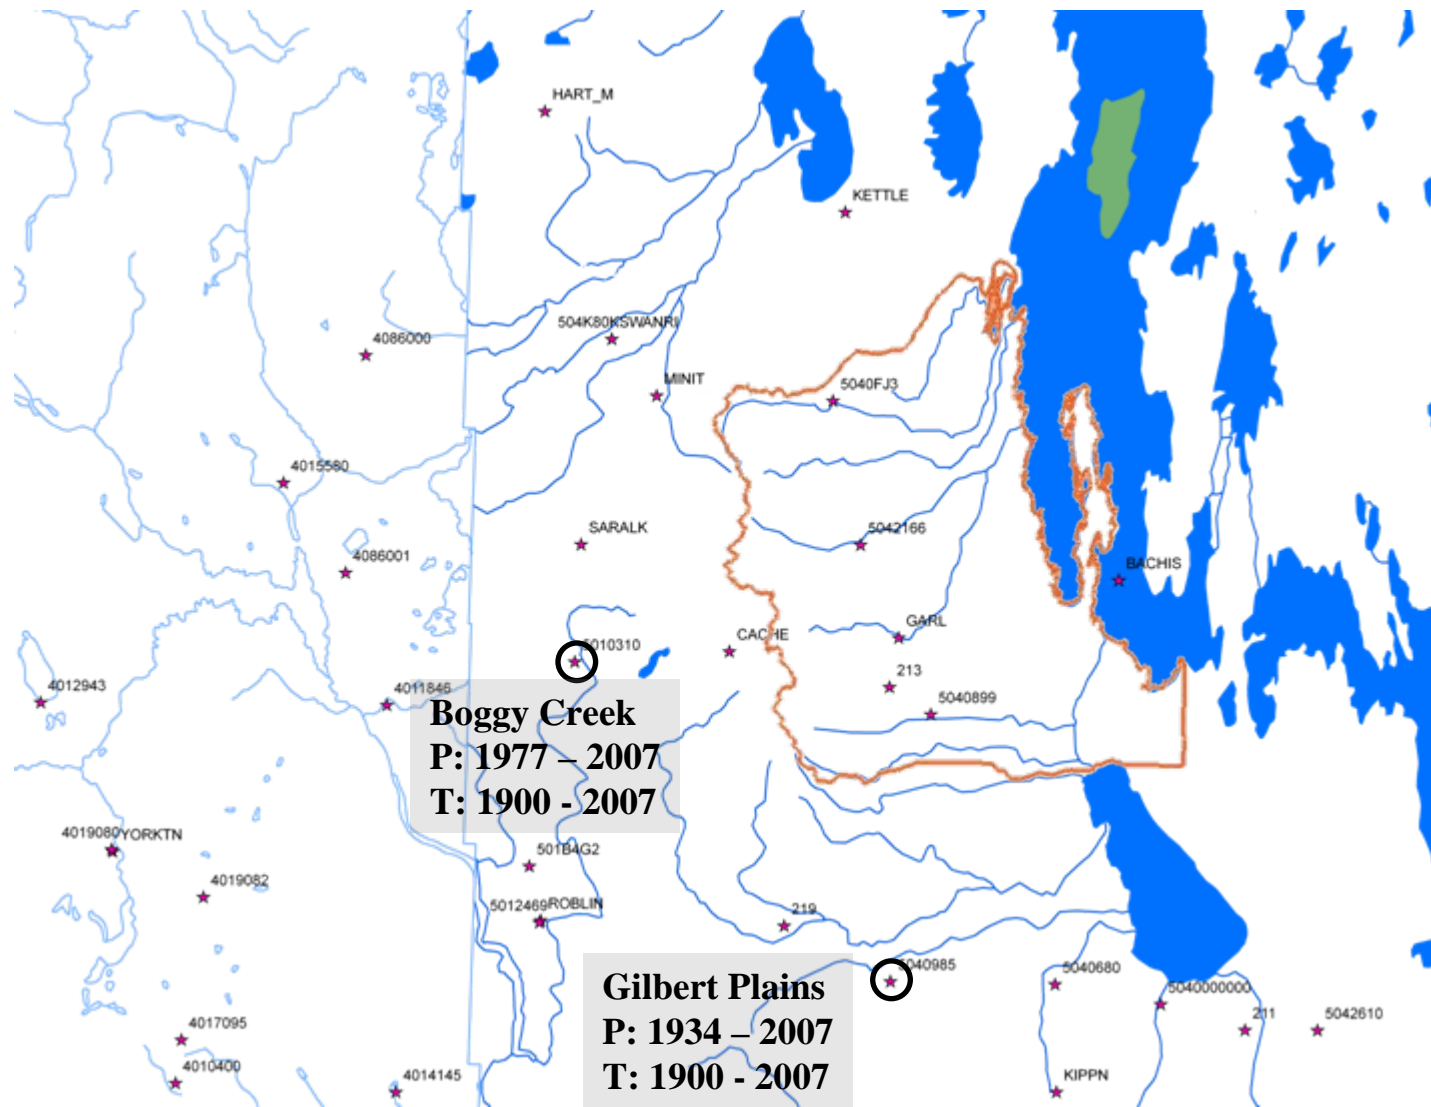 HART_M
KETTLE
504K80KSWANRI
4086000
MINIT
5040FJ3
4015580
SARALK
5042166
4086001
BACHIS
GARL
CACHE
5010310
213
4012943
4011846
5040899
Boggy Creek
P: 1977 – 2007
T: 1900 - 2007
4019080YORKTN
501B4G2
4019082
5012469ROBLIN
219
5040985
5040680
Gilbert Plains
P: 1934 – 2007
T: 1900 - 2007
5040000000
211
5042610
4017095
4010400
4014145
KIPPN